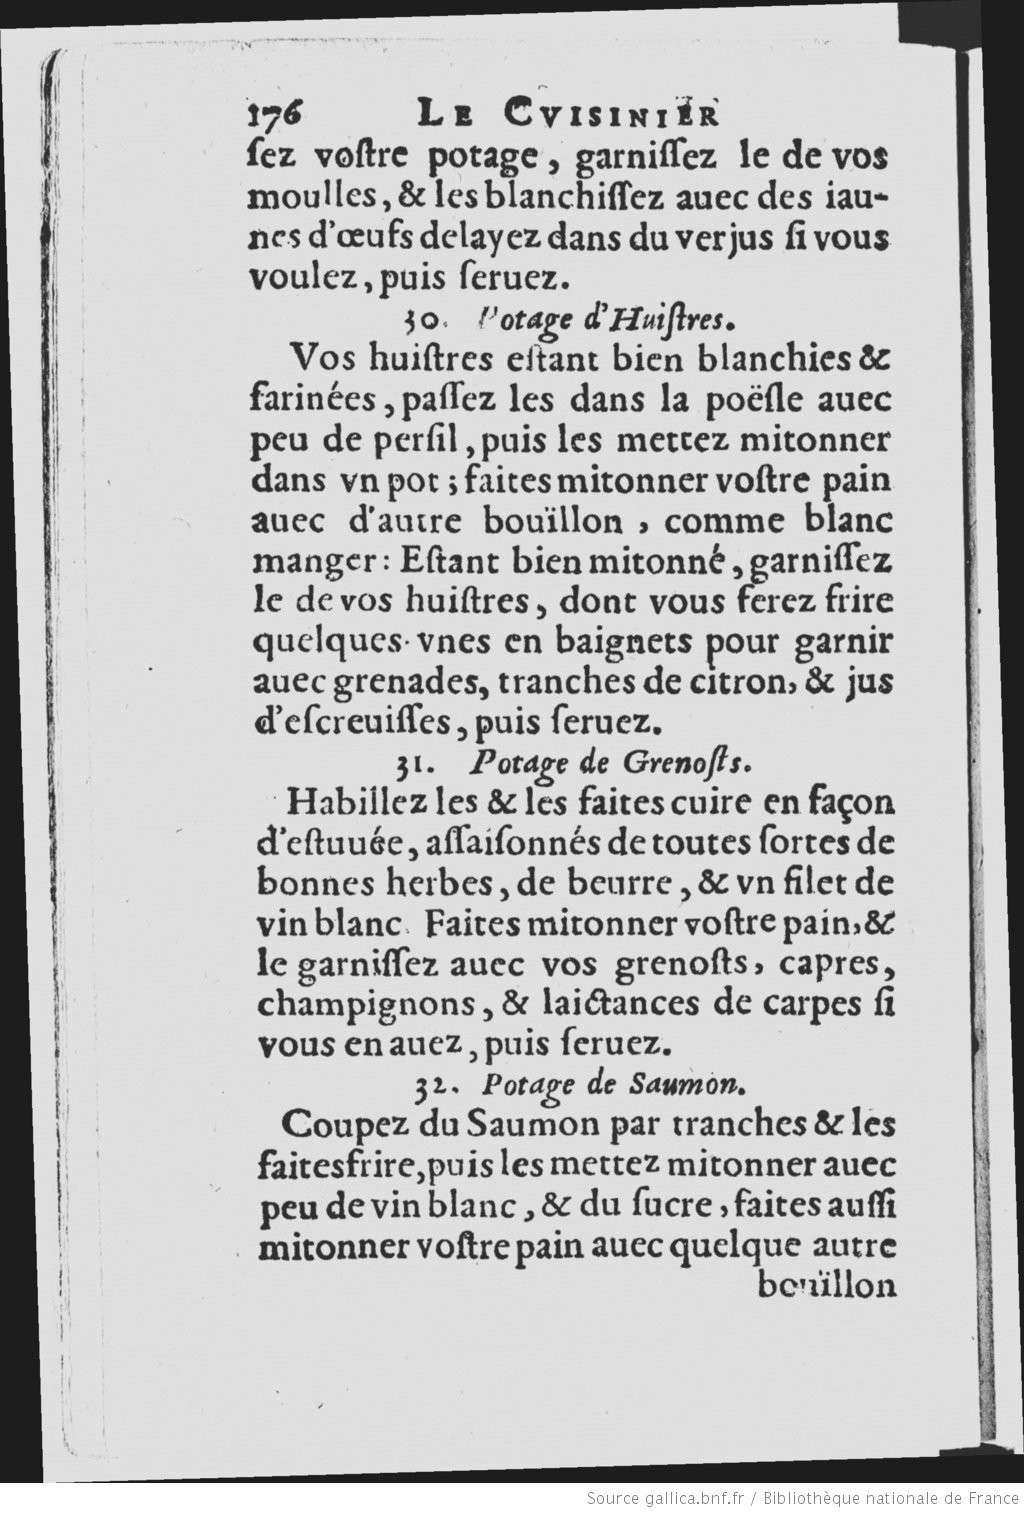 176 LE CVISINIER
ſez voſtre potage, garniſſez le de vos
moulles, & les blanchiſſez auec des iau-
nes d'œufs delayez dans du verjus ſi vous
voulez, puis ſeruez.
30. Potage d'Huiſtres.
Vos huiſtres eſtant bien blanchies &
farinées, paſſez les dans la poëſle auec
peu de perſil, puis les mettez mitonner
dans vn pot; faites mitonner voſtre pain
auec d'autre bouïllon, comme blanc
manger: Eſtant bien mitonné, garniſſez
le de vos huiſtres, dont vous ferez frire
quelques vnes en baignets pour garnir
auec grenades, tranches de citron, & jus
d'eſcreuiſſes, puis ſeruez.
31. Potage de Grenoſts.
Habillez les & les faites cuire en façon
d'eſtuuée, aſſaiſonnés de toutes ſortes de
bonnes herbes, de beurre, & vn filet de
vin blanc. Faites mitonner voſtre pain, &
le garniſſez auec vos grenoſts, capres,
champignons, & laictances de carpes ſi
vous en auez, puis ſeruez.
32. Potage de Saumon.
Coupez du Saumon par tranches & les
faites frire, puis les mettez mitonner auec
peu de vin blanc, & du ſucre, faites auſſi
mitonner voſtre pain auec quelque autre
bouïllon
Source gallica.bnf.fr / Bibliothèque nationale de France